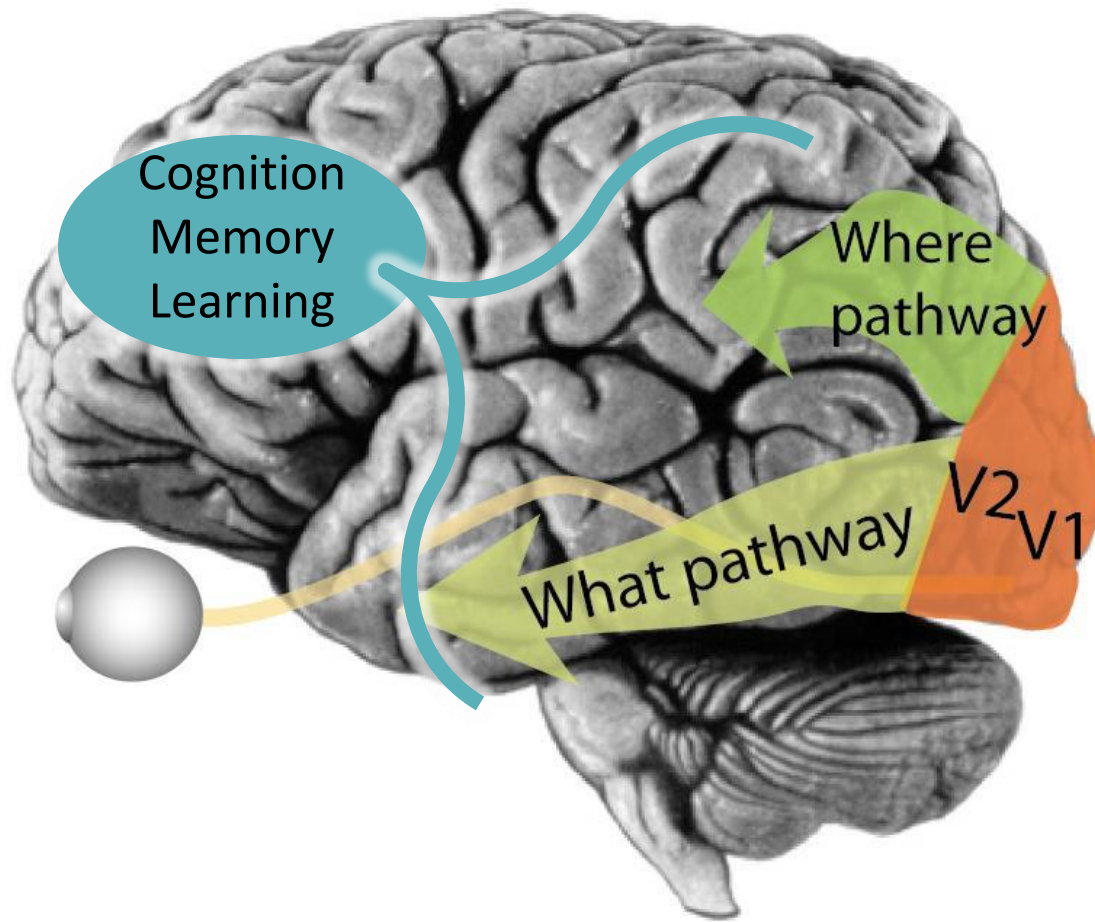 Cognition
Memory
Learning
Where
pathway
What pathway
V2
V1